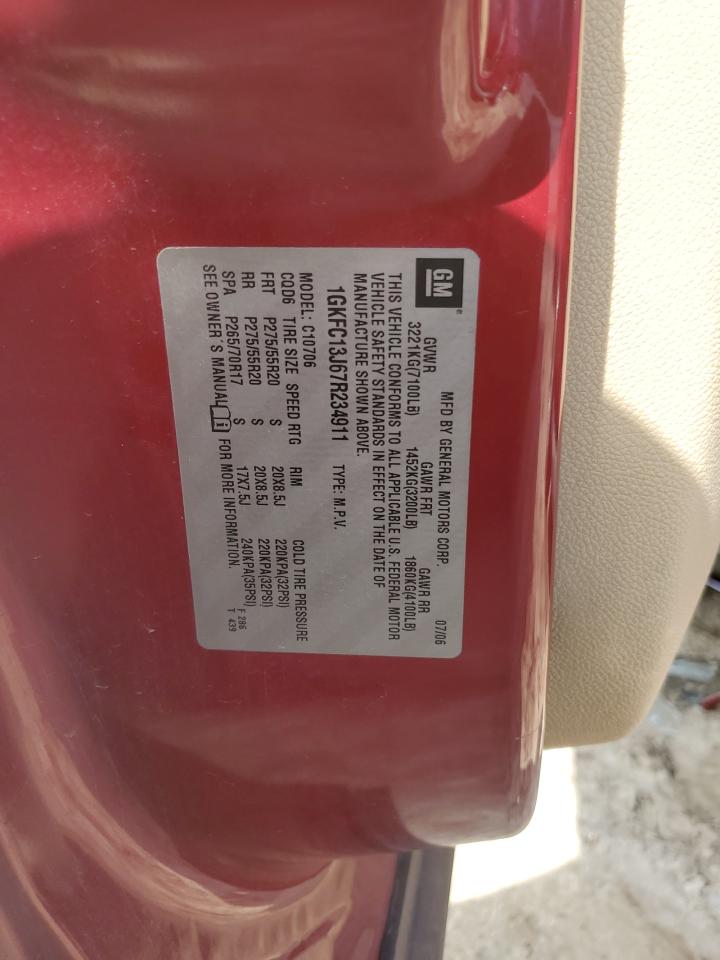 GM®
MFD BY GENERAL MOTORS CORP. 07/06
GVWR GAWR FRT GAWR RR
3221KG(7100LB) 1452KG(3200LB) 1860KG(4100LB)
THIS VEHICLE CONFORMS TO ALL APPLICABLE U.S. FEDERAL MOTOR
VEHICLE SAFETY STANDARDS IN EFFECT ON THE DATE OF
MANUFACTURE SHOWN ABOVE.
1GKFC13J67R234911 TYPE: M.P.V.
MODEL: C10706
CQD6 TIRE SIZE SPEED RTG RIM COLD TIRE PRESSURE
FRT P275/55R20 S 20X8.5J 220KPA(32PSI)
RR P275/55R20 S 20X8.5J 220KPA(32PSI)
SPA P265/70R17 S 17X7.5J 240KPA(35PSI)
SEE OWNER'S MANUAL i FOR MORE INFORMATION.
F 286
T 439